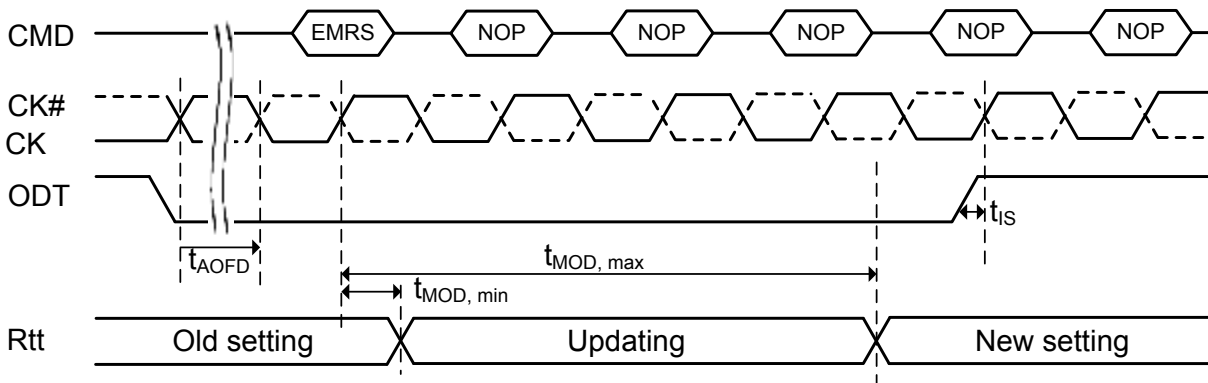 CMD EMRS NOP NOP NOP NOP NOP
CK#
CK
ODT
tIS
tAOFD
tMOD, max
tMOD, min
Rtt Old setting Updating New setting